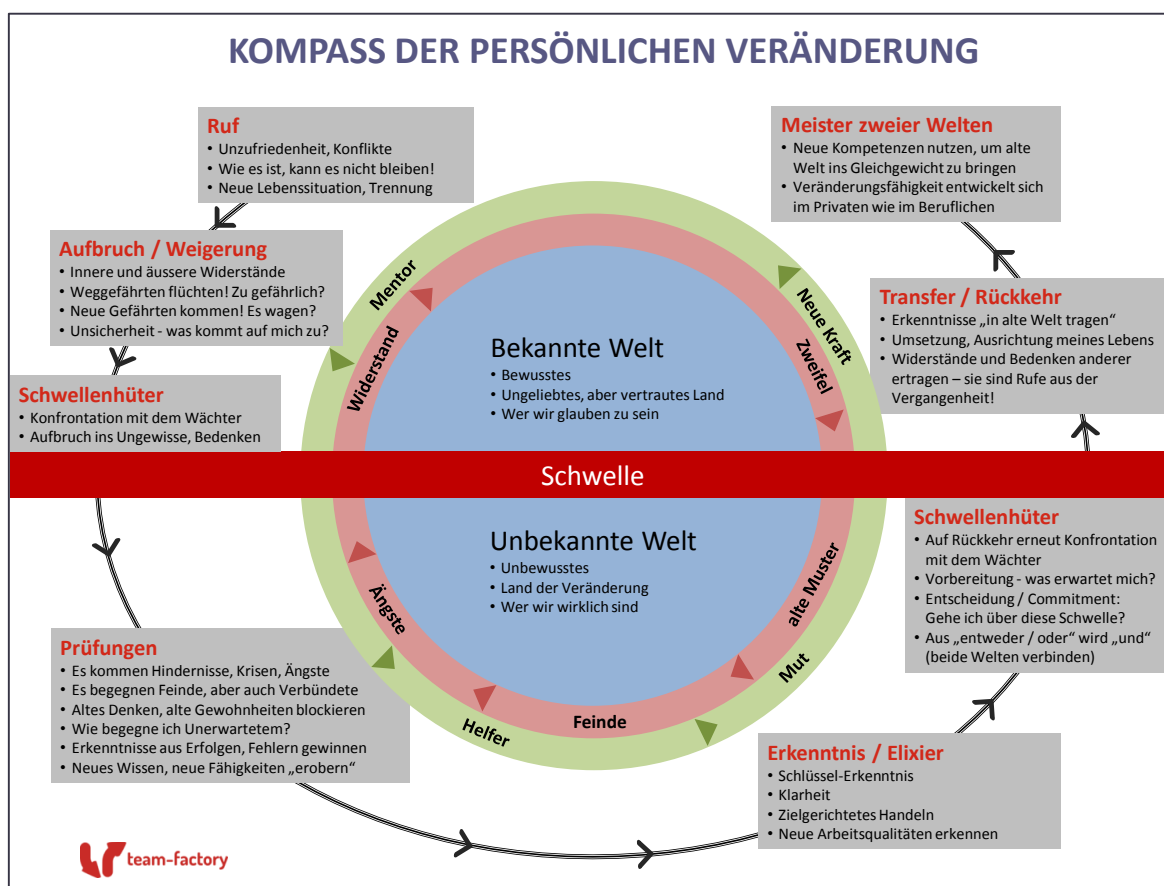 KOMPASS DER PERSÖNLICHEN VERÄNDERUNG
Ruf
• Unzufriedenheit, Konflikte
• Wie es ist, kann es nicht bleiben!
• Neue Lebenssituation, Trennung
Aufbruch / Weigerung
• Innere und äussere Widerstände
• Weggefährten flüchten! Zu gefährlich?
• Neue Gefährten kommen! Es wagen?
• Unsicherheit - was kommt auf mich zu?
Schwellenhüter
• Konfrontation mit dem Wächter
• Aufbruch ins Ungewisse, Bedenken
Meister zweier Welten
• Neue Kompetenzen nutzen, um alte
Welt ins Gleichgewicht zu bringen
• Veränderungsfähigkeit entwickelt sich
im Privaten wie im Beruflichen
Transfer / Rückkehr
• Erkenntnisse „in alte Welt tragen“
• Umsetzung, Ausrichtung meines Lebens
• Widerstände und Bedenken anderer
ertragen – sie sind Rufe aus der
Vergangenheit!
Mentor
Widerstand
Neue Kraft
Zweifel
Bekannte Welt
• Bewusstes
• Ungeliebtes, aber vertrautes Land
• Wer wir glauben zu sein
Schwelle
Unbekannte Welt
• Unbewusstes
• Land der Veränderung
• Wer wir wirklich sind
Ängste
alte Muster
Mut
Feinde
Helfer
Prüfungen
• Es kommen Hindernisse, Krisen, Ängste
• Es begegnen Feinde, aber auch Verbündete
• Altes Denken, alte Gewohnheiten blockieren
• Wie begegne ich Unerwartetem?
• Erkenntnisse aus Erfolgen, Fehlern gewinnen
• Neues Wissen, neue Fähigkeiten „erobern“
Schwellenhüter
• Auf Rückkehr erneut Konfrontation
mit dem Wächter
• Vorbereitung - was erwartet mich?
• Entscheidung / Commitment:
Gehe ich über diese Schwelle?
• Aus „entweder / oder“ wird „und“
(beide Welten verbinden)
Erkenntnis / Elixier
• Schlüssel-Erkenntnis
• Klarheit
• Zielgerichtetes Handeln
• Neue Arbeitsqualitäten erkennen
team-factory